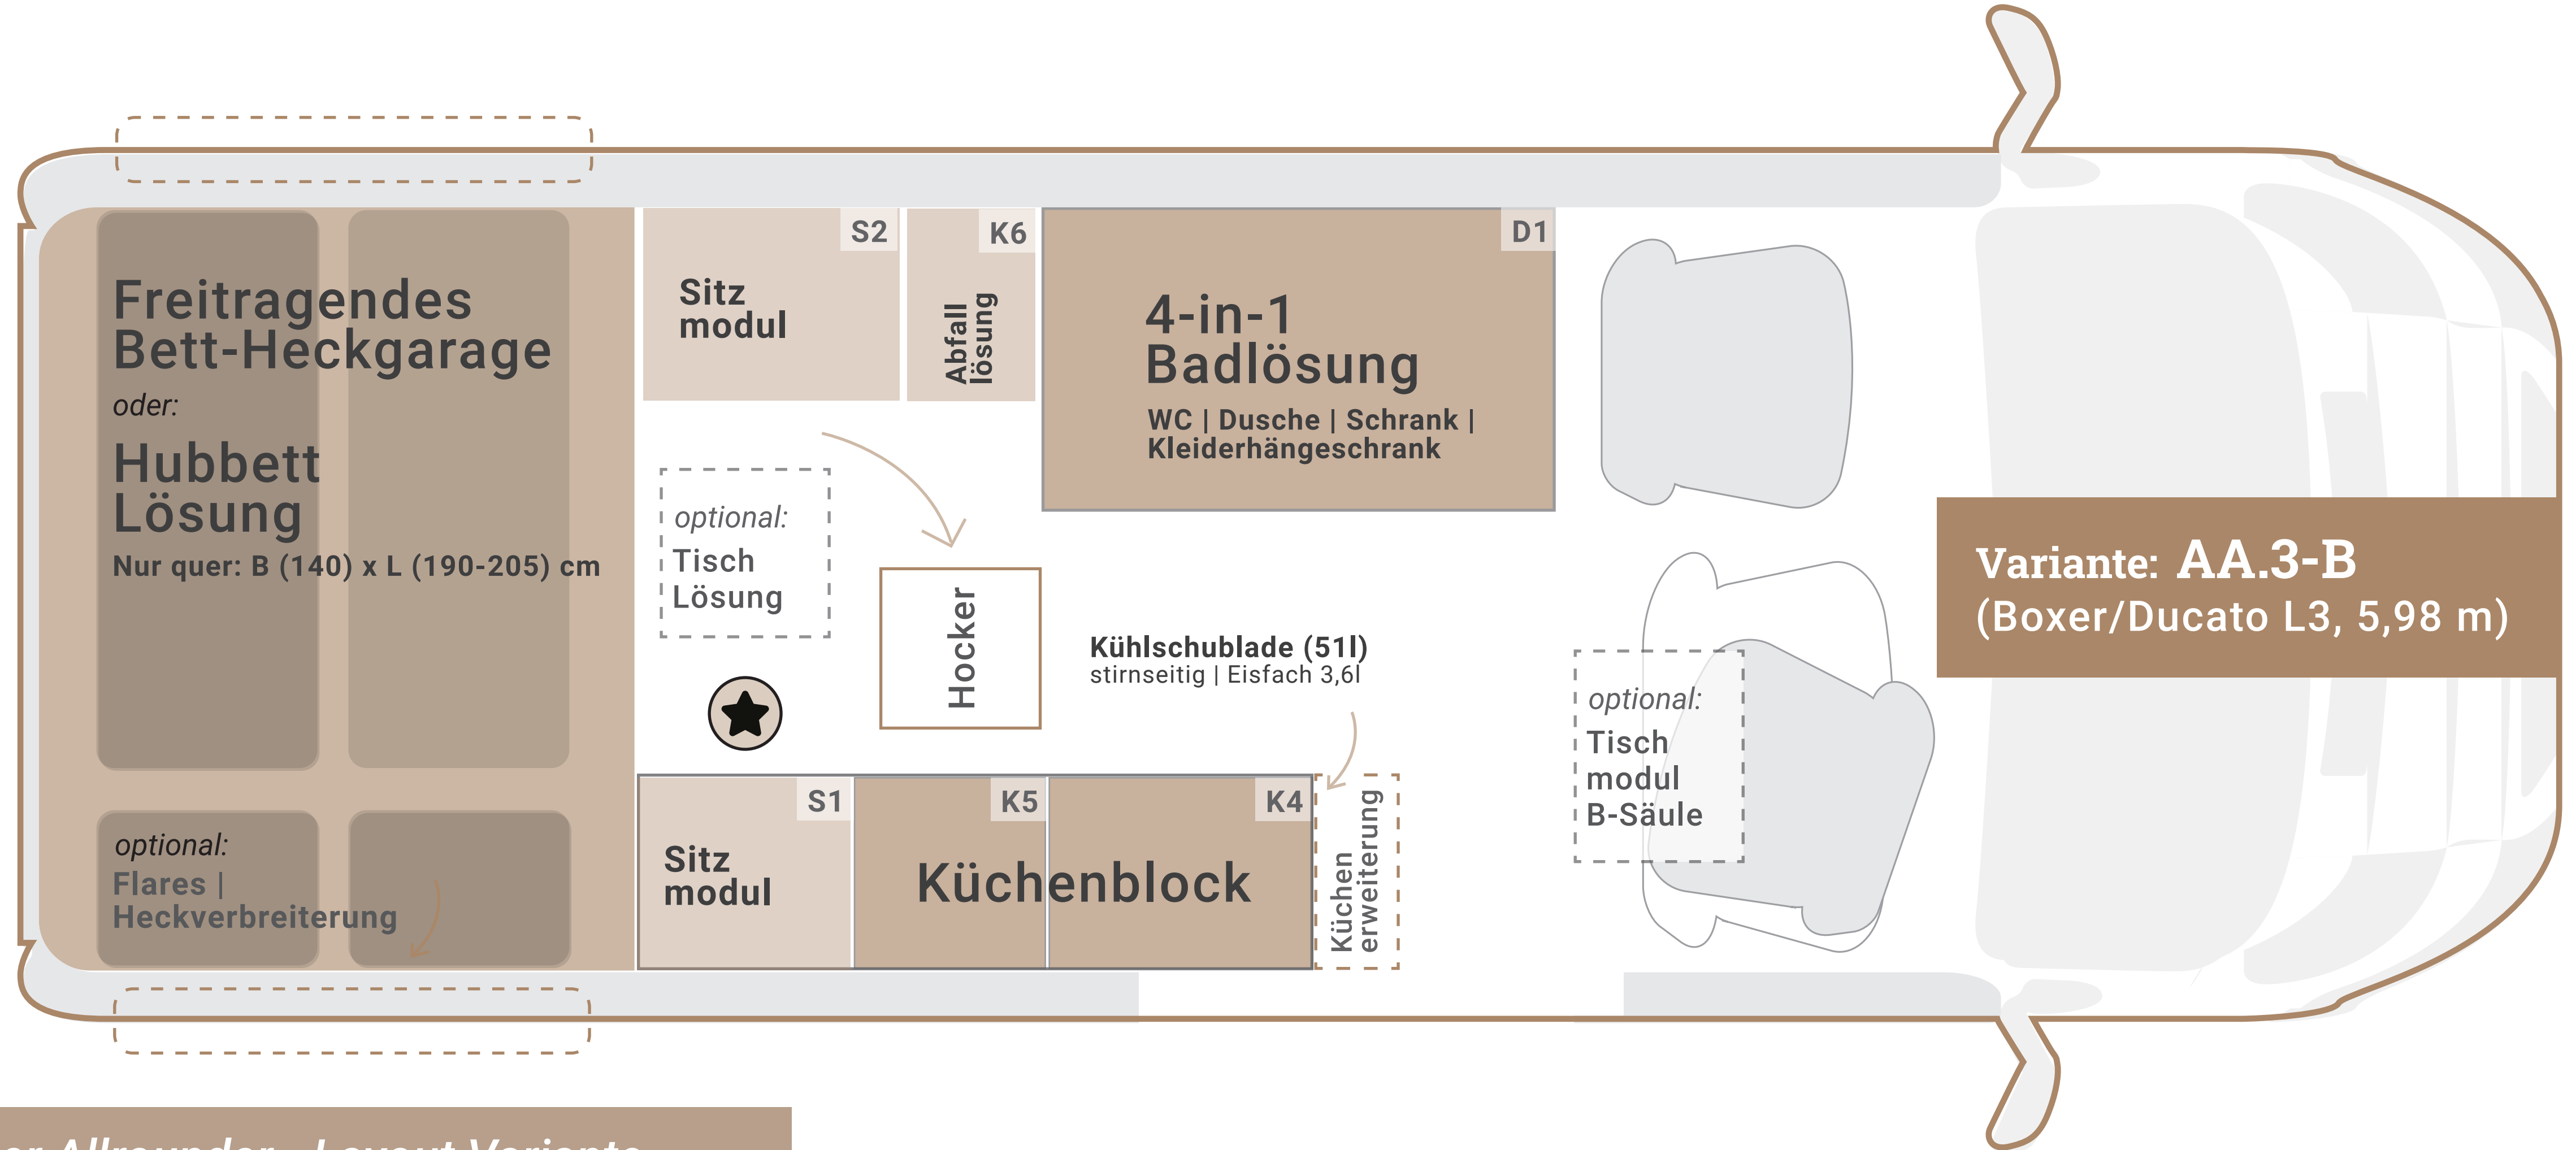 Freitragendes
Bett-Heckgarage
oder:
Hubbett
Lösung
Nur quer: B (140) x L (190-205) cm
optional:
Flares |
Heckverbreiterung
S2
Sitz
modul
K6
Abfall
lösung
D1
4-in-1
Badlösung
WC | Dusche | Schrank |
Kleiderhängeschrank
optional:
Tisch
Lösung
Hocker
Kühlschublade (51l)
stirnseitig | Eisfach 3,6l
S1
Sitz
modul
K5
K4
Küchenblock
Küchen
erweiterung
optional:
Tisch
modul
B-Säule
Variante: AA.3-B
(Boxer/Ducato L3, 5,98 m)
Allrounder - Layout Variante